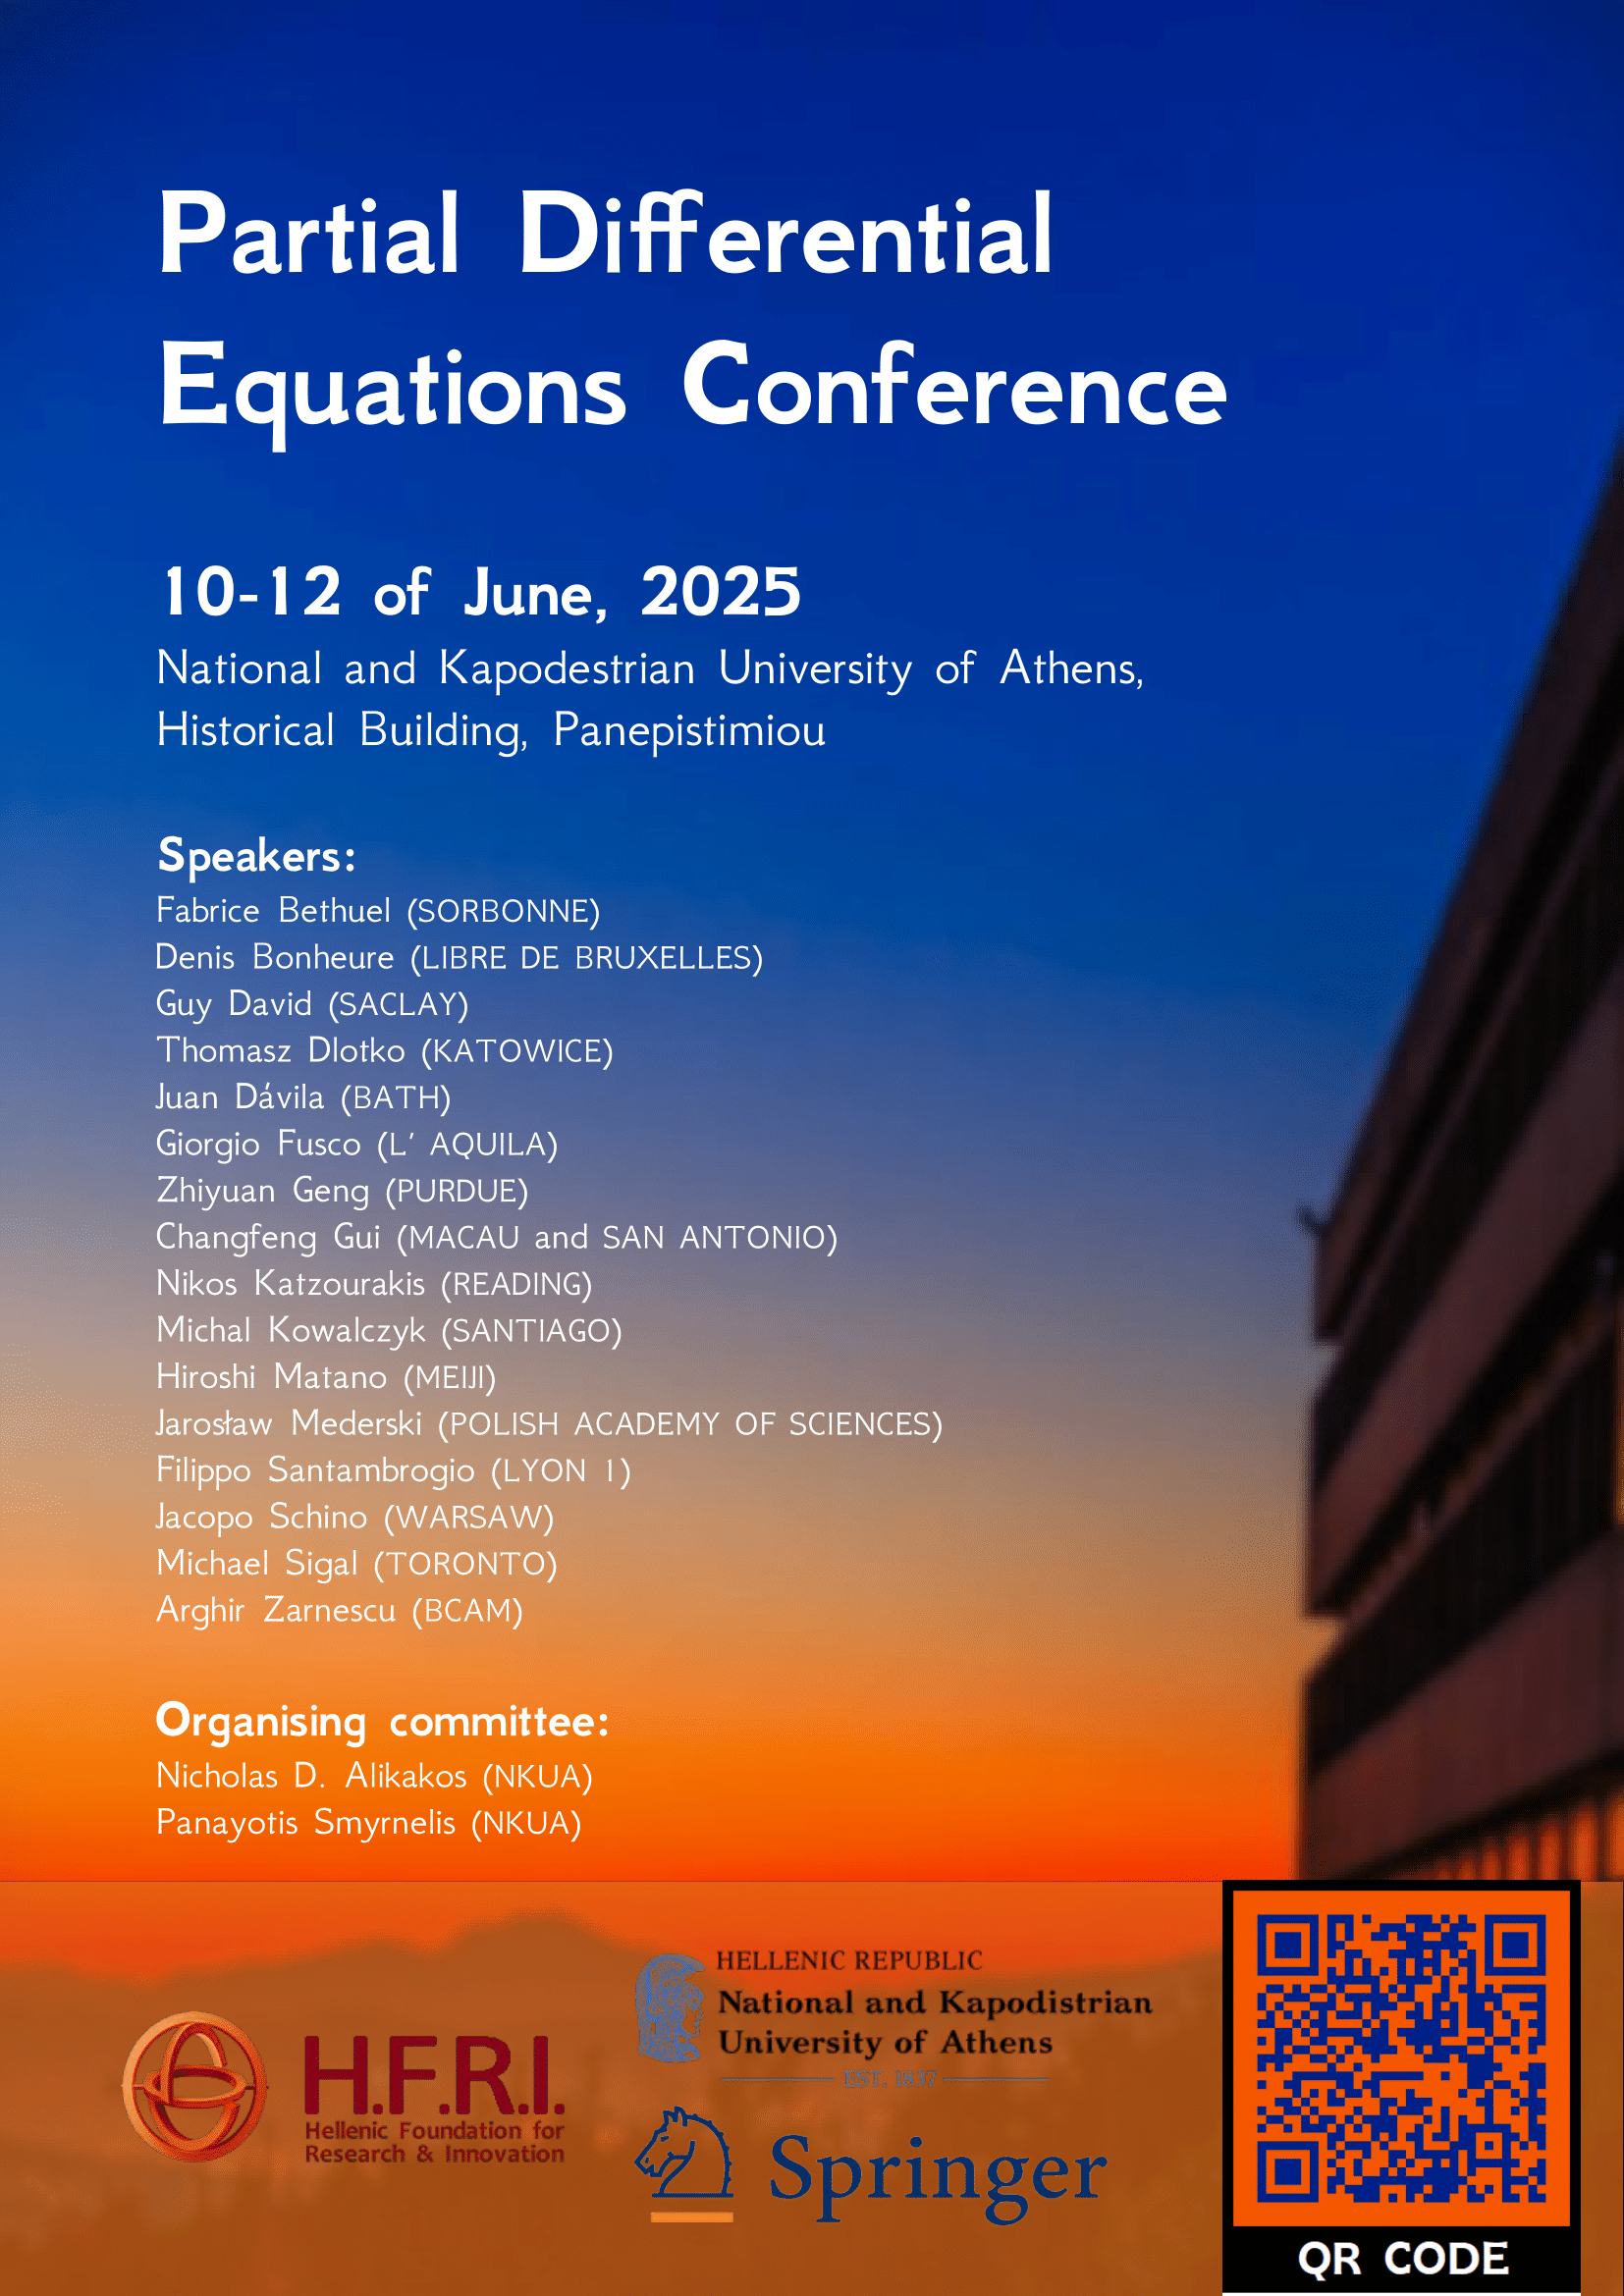 Partial Differential
Equations Conference
10-12 of June, 2025
National and Kapodestrian University of Athens,
Historical Building, Panepistimiou
Speakers:
Fabrice Bethuel (SORBONNE)
Denis Bonheure (LIBRE DE BRUXELLES)
Guy David (SACLAY)
Thomasz Dlotko (KATOWICE)
Juan Dávila (BATH)
Giorgio Fusco (L' AQUILA)
Zhiyuan Geng (PURDUE)
Changfeng Gui (MACAU and SAN ANTONIO)
Nikos Katzourakis (READING)
Michal Kowalczyk (SANTIAGO)
Hiroshi Matano (MEIJI)
Jarosław Mederski (POLISH ACADEMY OF SCIENCES)
Filippo Santambrogio (LYON 1)
Jacopo Schino (WARSAW)
Michael Sigal (TORONTO)
Arghir Zarnescu (BCAM)
Organising committee:
Nicholas D. Alikakos (NKUA)
Panayotis Smyrnelis (NKUA)
H.F.R.I.
Hellenic Foundation for
Research & Innovation
HELLENIC REPUBLIC
National and Kapodistrian
University of Athens
EST. 1837
Springer
QR CODE